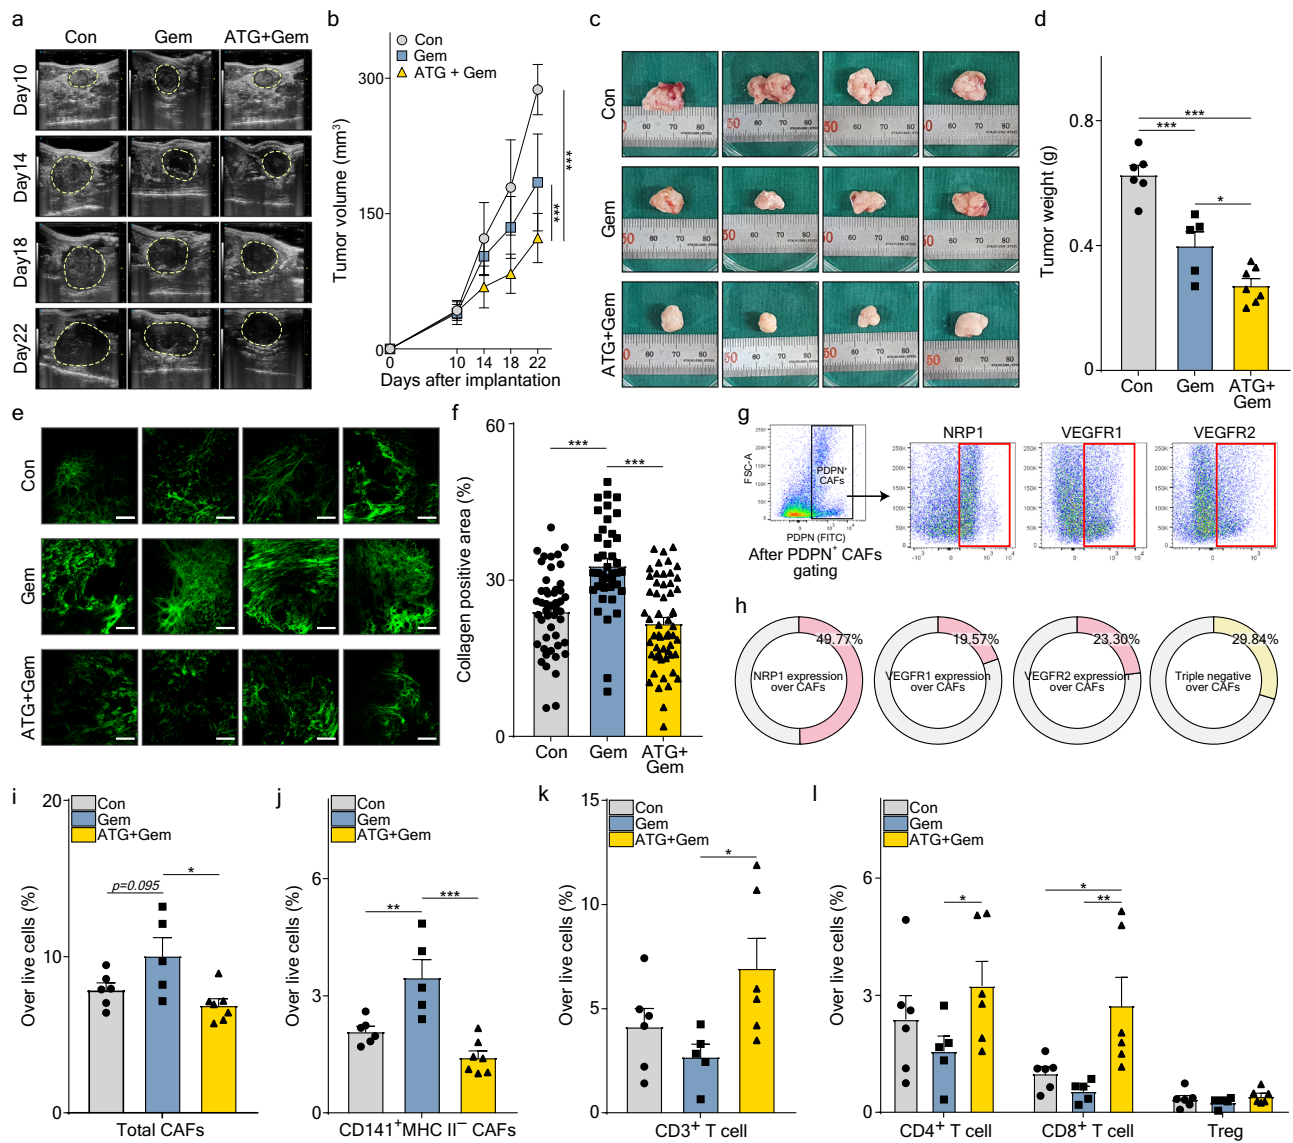 a
Con
Gem
ATG+Gem
Day10
Day14
Day18
Day22
b
Con
Gem
ATG + Gem
Tumor volume (mm³)
300
150
0
***
***
0
10
14
18
22
Days after implantation
c
Con
Gem
ATG+Gem
d
Tumor weight (g)
0.8
0.4
0
***
***
*
Con
Gem
ATG+
Gem
e
Con
Gem
ATG+Gem
f
Collagen positive area (%)
60
30
0
***
***
Con
Gem
ATG+
Gem
g
FSC-A
250K
200K
150K
100K
50K
0
PDPN⁺
CAFs
PDPN (FITC)
After PDPN⁺ CAFs
gating
NRP1
VEGFR1
VEGFR2
h
49.77%
NRP1 expression
over CAFs
19.57%
VEGFR1 expression
over CAFs
23.30%
VEGFR2 expression
over CAFs
29.84%
Triple negative
over CAFs
i
Con
Gem
ATG+Gem
Over live cells (%)
20
10
0
p=0.095
*
Total CAFs
j
Con
Gem
ATG+Gem
Over live cells (%)
6
3
0
**
***
CD141⁺MHC II⁻ CAFs
k
Con
Gem
ATG+Gem
Over live cells (%)
15
10
5
0
*
CD3⁺ T cell
l
Con
Gem
ATG+Gem
Over live cells (%)
6
3
0
*
*
**
CD4⁺ T cell
CD8⁺ T cell
Treg